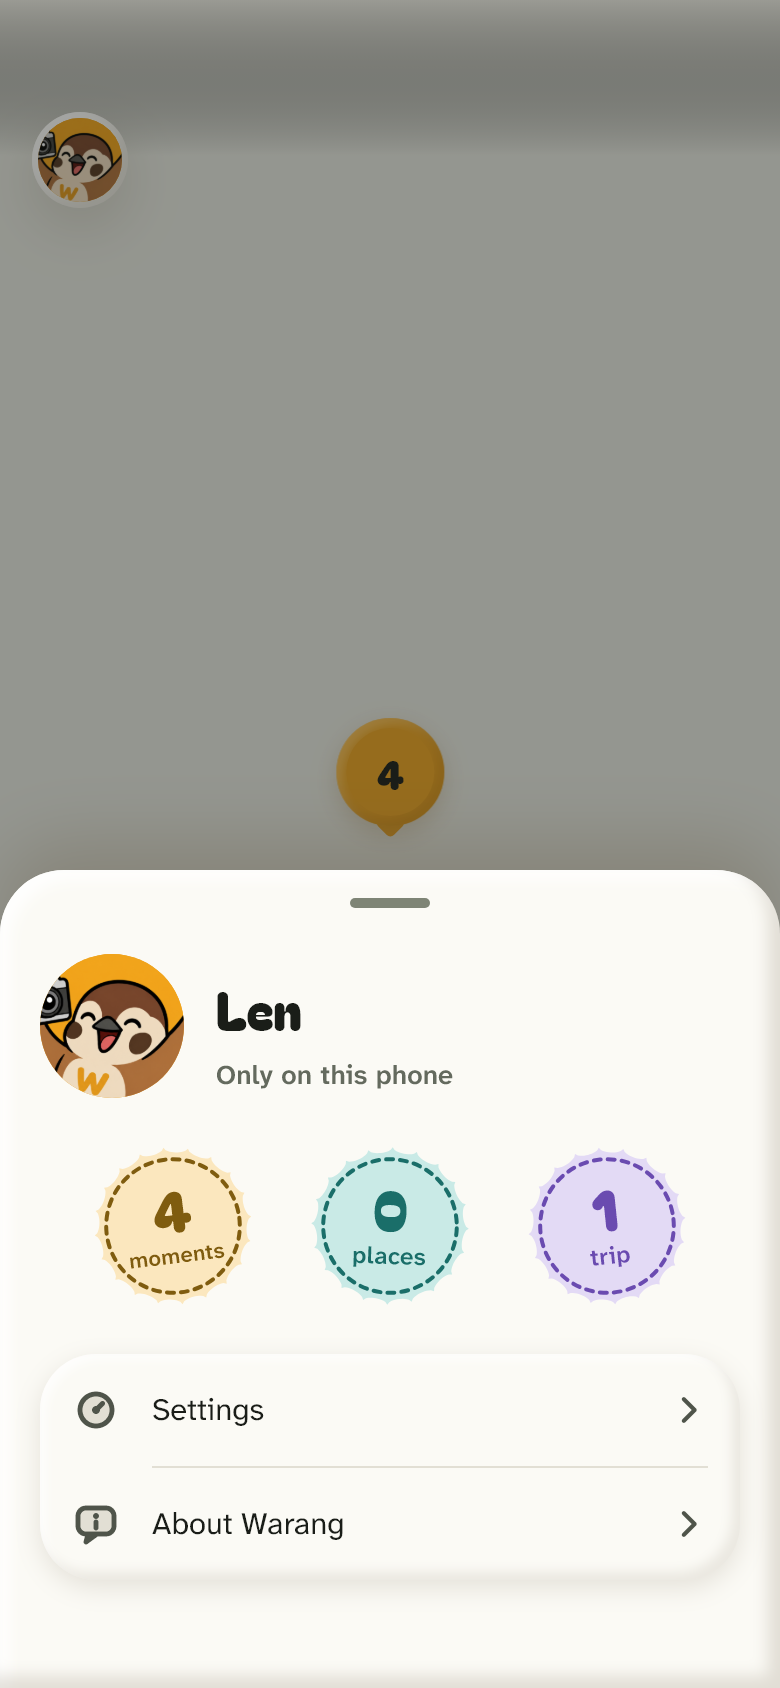 W
4
Len
Only on this phone
W
4
moments
0
places
1
trip
Settings
About Warang